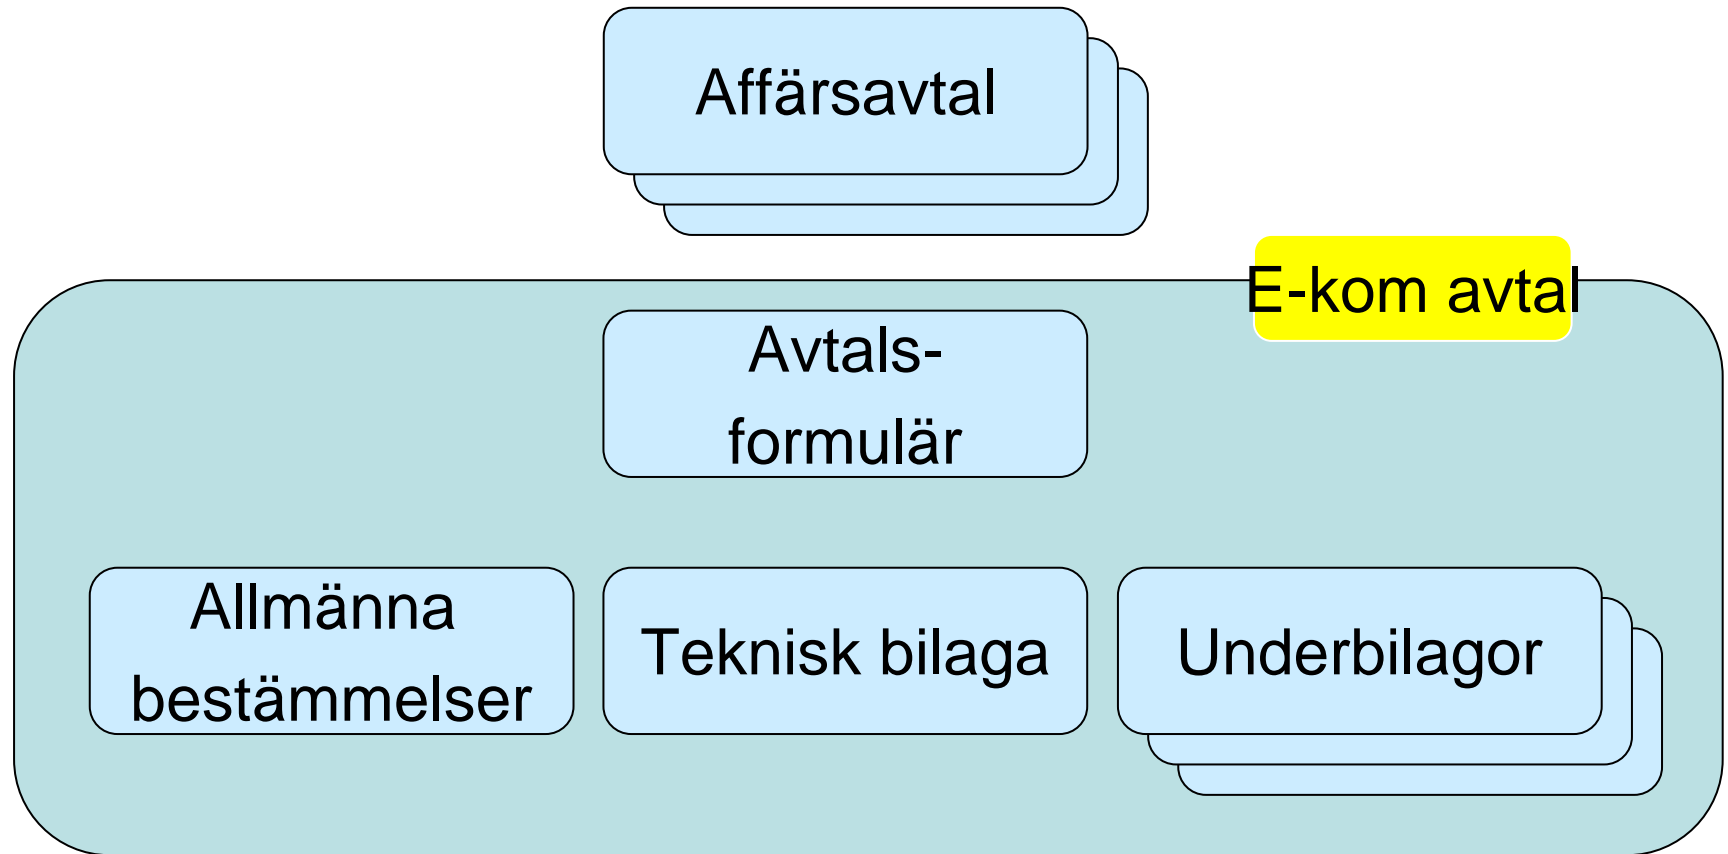 Affärsavtal
E-kom avtal
Avtals-
formulär
Allmänna
bestämmelser
Teknisk bilaga
Underbilagor